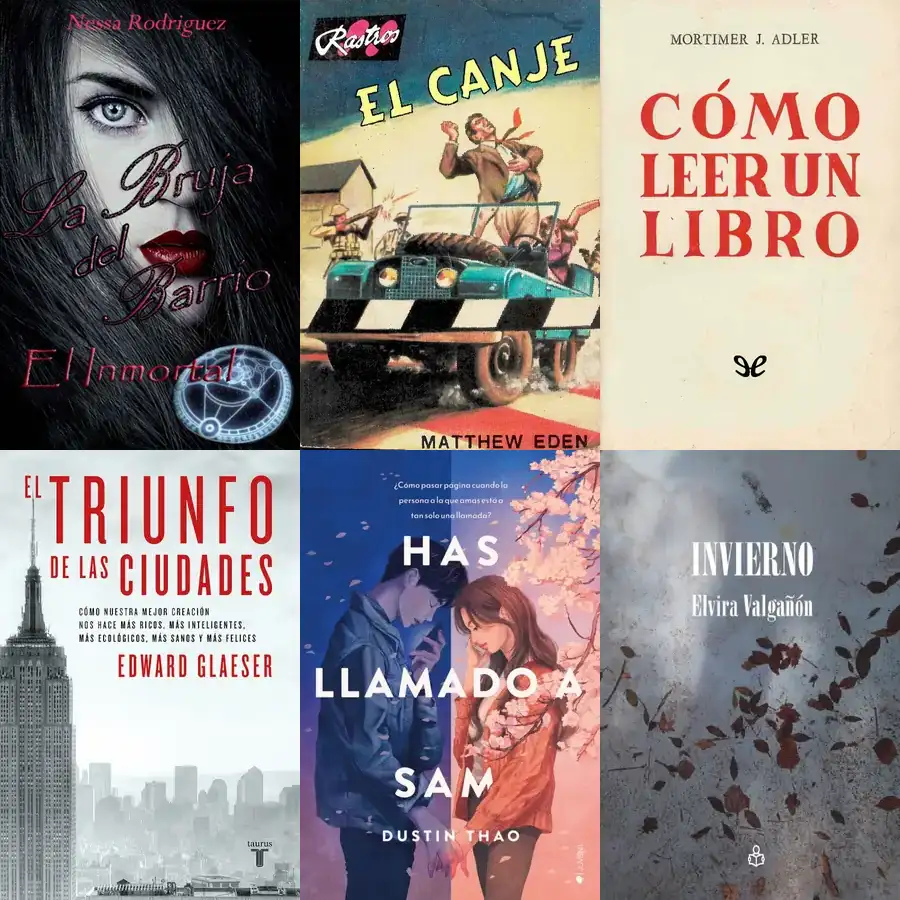 Nessa Rodriguez
La Bruja
del
Barrio
El Inmortal
Rastros
EL CANJE
MATTHEW EDEN
MORTIMER J. ADLER
CÓMO
LEER UN
LIBRO
EL TRIUNFO
DE LAS CIUDADES
CÓMO NUESTRA MEJOR CREACIÓN
NOS HACE MÁS RICOS, MÁS INTELIGENTES,
MÁS ECOLÓGICOS, MÁS SANOS Y MÁS FELICES
EDWARD GLAESER
taurus
T
¿Cómo pasar página cuando la
persona a la que amas está a
tan solo una llamada?
HAS
LLAMADO A
SAM
DUSTIN THAO
INVIERNO
Elvira Valgañón